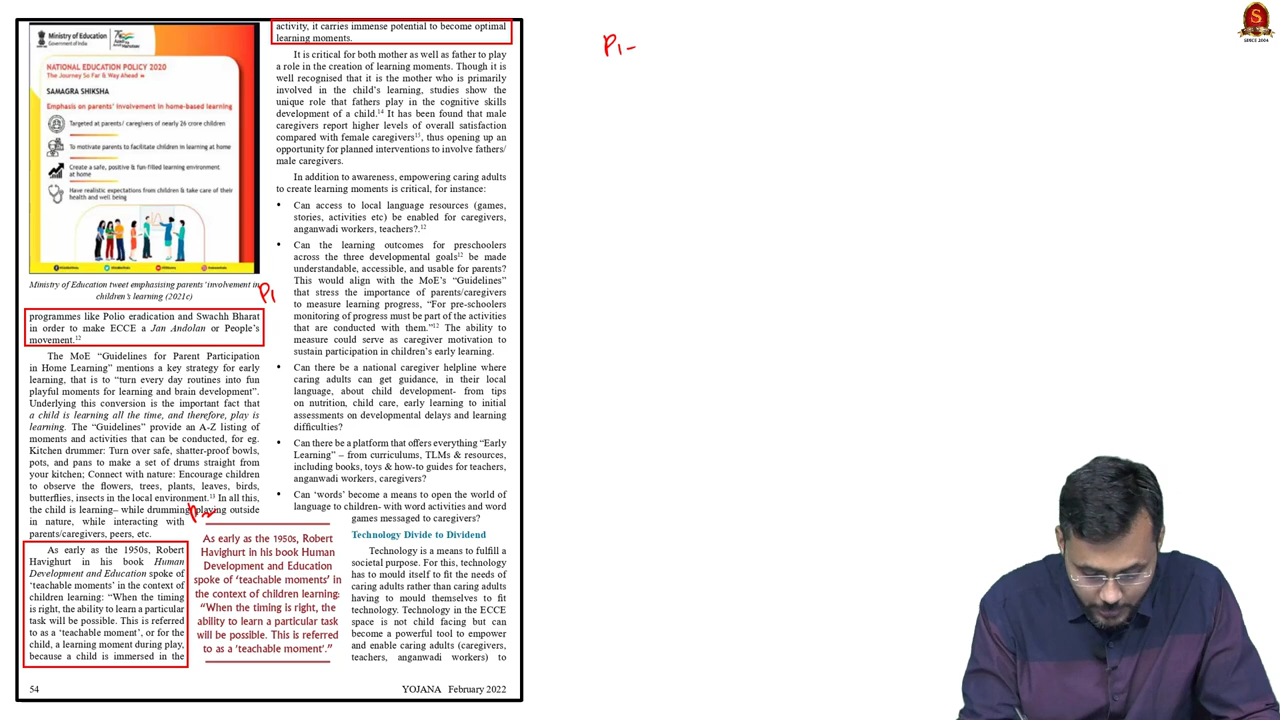 Ministry of Education
Government of India
NATIONAL EDUCATION POLICY 2020
The Journey So Far & Way Ahead
SAMAGRA SHIKSHA
Emphasis on parents' involvement in home-based learning
Targeted at parents/ caregivers of nearly 26 crore children
To motivate parents to facilitate children in learning at home
Create a safe, positive & fun-filled learning environment
at home
Have realistic expectations from children & take care of their
health and well being
Ministry of Education tweet emphasising parents' involvement in
children's learning (2021c)
P1
programmes like Polio eradication and Swachh Bharat
in order to make ECCE a Jan Andolan or People's
movement.12
The MoE “Guidelines for Parent Participation
in Home Learning” mentions a key strategy for early
learning, that is to “turn every day routines into fun
playful moments for learning and brain development”.
Underlying this conversion is the important fact that
a child is learning all the time, and therefore, play is
learning. The “Guidelines” provide an A-Z listing of
moments and activities that can be conducted, for eg.
Kitchen drummer: Turn over safe, shatter-proof bowls,
pots, and pans to make a set of drums straight from
your kitchen; Connect with nature: Encourage children
to observe the flowers, trees, plants, leaves, birds,
butterflies, insects in the local environment.13 In all this,
the child is learning– while drumming, playing outside
in nature, while interacting with
parents/caregivers, peers, etc.
As early as the 1950s, Robert
Havighurt in his book Human
Development and Education spoke of
‘teachable moments’ in the context of
children learning: “When the timing
is right, the ability to learn a particular
task will be possible. This is referred
to as a ‘teachable moment’, or for the
child, a learning moment during play,
because a child is immersed in the
As early as the 1950s, Robert
Havighurt in his book Human
Development and Education
spoke of ‘teachable moments’ in
the context of children learning:
“When the timing is right, the
ability to learn a particular task
will be possible. This is referred
to as a ‘teachable moment’.”
activity, it carries immense potential to become optimal
learning moments.
It is critical for both mother as well as father to play
a role in the creation of learning moments. Though it is
well recognised that it is the mother who is primarily
involved in the child's learning, studies show the
unique role that fathers play in the cognitive skills
development of a child.14 It has been found that male
caregivers report higher levels of overall satisfaction
compared with female caregivers15, thus opening up an
opportunity for planned interventions to involve fathers/
male caregivers.
In addition to awareness, empowering caring adults
to create learning moments is critical, for instance:
• Can access to local language resources (games,
stories, activities etc) be enabled for caregivers,
anganwadi workers, teachers?.12
• Can the learning outcomes for preschoolers
across the three developmental goals12 be made
understandable, accessible, and usable for parents?
This would align with the MoE's “Guidelines”
that stress the importance of parents/caregivers
to measure learning progress, “For pre-schoolers
monitoring of progress must be part of the activities
that are conducted with them.”12 The ability to
measure could serve as caregiver motivation to
sustain participation in children's early learning.
• Can there be a national caregiver helpline where
caring adults can get guidance, in their local
language, about child development- from tips
on nutrition, child care, early learning to initial
assessments on developmental delays and learning
difficulties?
• Can there be a platform that offers everything “Early
Learning” – from curriculums, TLMs & resources,
including books, toys & how-to guides for teachers,
anganwadi workers, caregivers?
• Can ‘words’ become a means to open the world of
language to children- with word activities and word
games messaged to caregivers?
Technology Divide to Dividend
Technology is a means to fulfill a
societal purpose. For this, technology
has to mould itself to fit the needs of
caring adults rather than caring adults
having to mould themselves to fit
technology. Technology in the ECCE
space is not child facing but can
become a powerful tool to empower
and enable caring adults (caregivers,
teachers, anganwadi workers) to
54
YOJANA February 2022
P1-
S
SINCE 2004